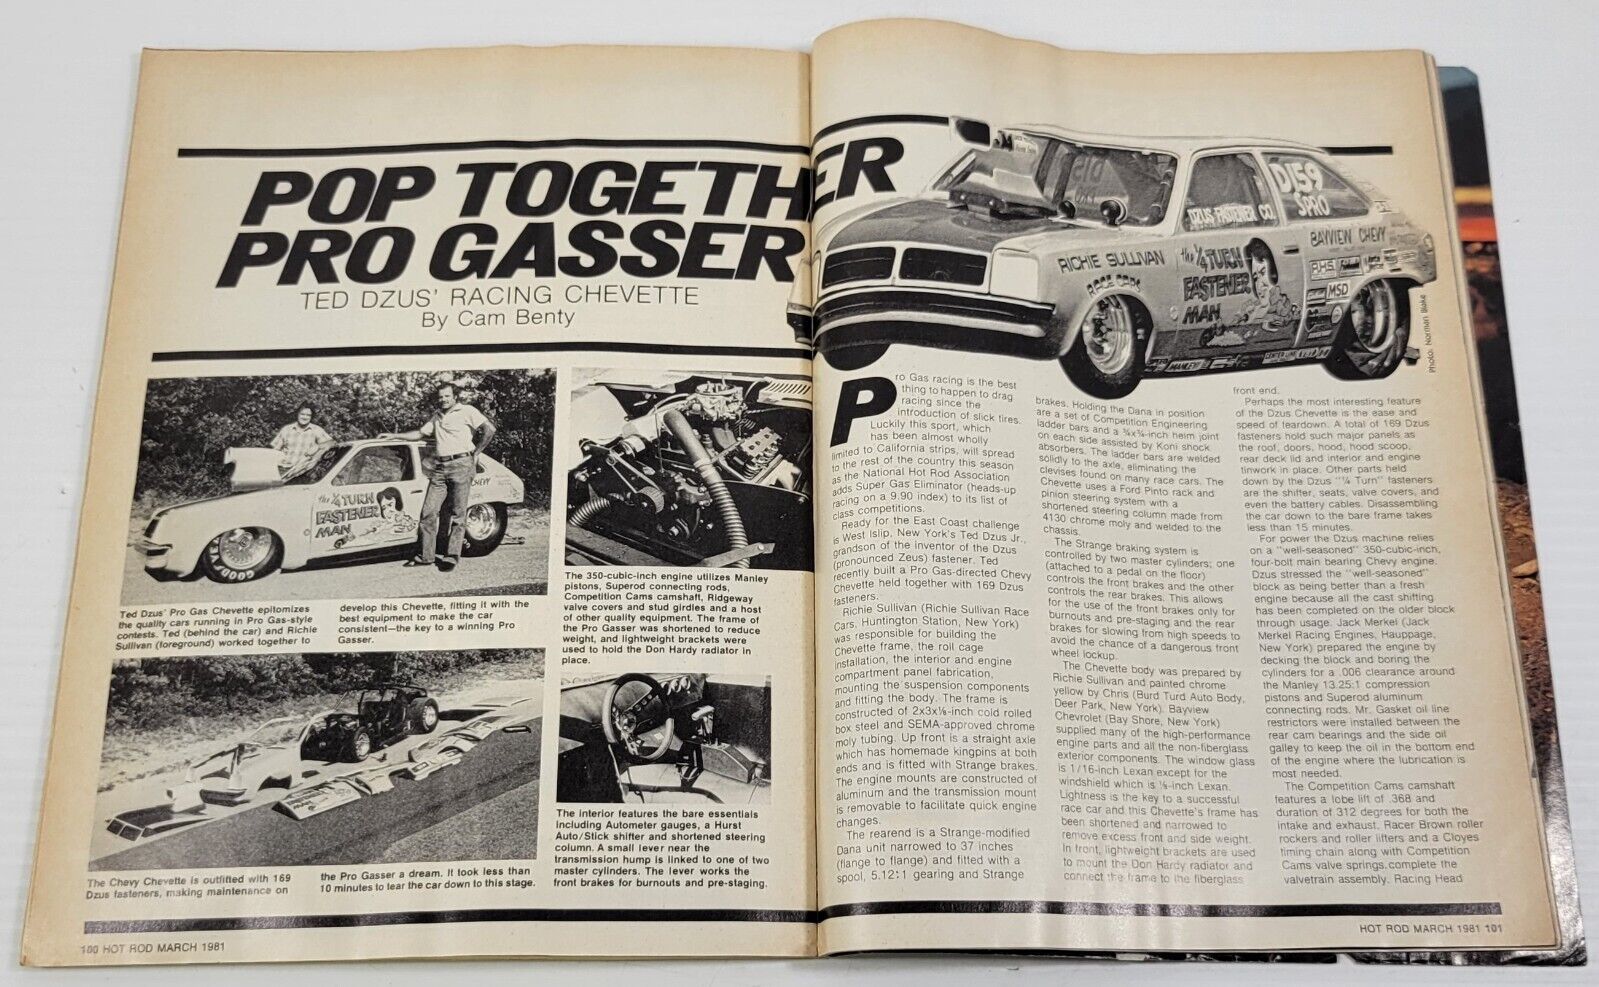 POP TOGETHER
PRO GASSER
TED DZUS' RACING CHEVETTE
By Cam Benty
Ted Dzus' Pro Gas Chevette epitomizes
the quality cars running in Pro Gas-style
contests. Ted (behind the car) and Richie
Sullivan (foreground) worked together to
develop this Chevette, fitting it with the
best equipment to make the car
consistent—the key to a winning Pro
Gasser.
The Chevy Chevette is outfitted with 169
Dzus fasteners, making maintenance on
the Pro Gasser a dream. It took less than
10 minutes to tear the car down to this stage.
The 350-cubic-inch engine utilizes Manley
pistons, Superod connecting rods,
Competition Cams camshaft, Ridgeway
valve covers and stud girdles and a host
of other quality equipment. The frame of
the Pro Gasser was shortened to reduce
weight, and lightweight brackets were
used to hold the Don Hardy radiator in
place.
The interior features the bare essentials
including Autometer gauges, a Hurst
Auto/Stick shifter and shortened steering
column. A small lever near the
transmission hump is linked to one of two
master cylinders. The lever works the
front brakes for burnouts and pre-staging.
100 HOT ROD MARCH 1981
the ¼ TURN
FASTENER
MAN
CHEVY
GOODYEAR
D/59
SPRO
DZUS FASTENER CO.
RICHIE SULLIVAN
RACE CARS
the ¼ TURN
FASTENER
MAN
BAYVIEW CHEVY
RHS
MSD
MANLEY
CENTER LINE
Photo: Norman Blake
Pro Gas racing is the best
thing to happen to drag
racing since the
introduction of slick tires.
Luckily this sport, which
has been almost wholly
limited to California strips, will spread
to the rest of the country this season
as the National Hot Rod Association
adds Super Gas Eliminator (heads-up
racing on a 9.90 index) to its list of
class competitions.
Ready for the East Coast challenge
is West Islip, New York's Ted Dzus Jr.,
grandson of the inventor of the Dzus
(pronounced Zeus) fastener. Ted
recently built a Pro Gas-directed Chevy
Chevette held together with 169 Dzus
fasteners.
Richie Sullivan (Richie Sullivan Race
Cars, Huntington Station, New York)
was responsible for building the
Chevette frame, the roll cage
installation, the interior and engine
compartment panel fabrication,
mounting the suspension components
and fitting the body. The frame is
constructed of 2x3x⅛-inch cold rolled
box steel and SEMA-approved chrome
moly tubing. Up front is a straight axle
which has homemade kingpins at both
ends and is fitted with Strange brakes.
The engine mounts are constructed of
aluminum and the transmission mount
is removable to facilitate quick engine
changes.
The rearend is a Strange-modified
Dana unit narrowed to 37 inches
(flange to flange) and fitted with a
spool, 5.12:1 gearing and Strange
brakes. Holding the Dana in position
are a set of Competition Engineering
ladder bars and a ¾x¾-inch heim joint
on each side assisted by Koni shock
absorbers. The ladder bars are welded
solidly to the axle, eliminating the
clevises found on many race cars. The
Chevette uses a Ford Pinto rack and
pinion steering system with a
shortened steering column made from
4130 chrome moly and welded to the
chassis.
The Strange braking system is
controlled by two master cylinders; one
(attached to a pedal on the floor)
controls the front brakes and the other
controls the rear brakes. This allows
for the use of the front brakes only for
burnouts and pre-staging and the rear
brakes for slowing from high speeds to
avoid the chance of a dangerous front
wheel lockup.
The Chevette body was prepared by
Richie Sullivan and painted chrome
yellow by Chris (Burd Turd Auto Body,
Deer Park, New York). Bayview
Chevrolet (Bay Shore, New York)
supplied many of the high-performance
engine parts and all the non-fiberglass
exterior components. The window glass
is 1/16-inch Lexan except for the
windshield which is ⅛-inch Lexan.
Lightness is the key to a successful
race car and this Chevette's frame has
been shortened and narrowed to
remove excess front and side weight.
In front, lightweight brackets are used
to mount the Don Hardy radiator and
connect the frame to the fiberglass
front end.
Perhaps the most interesting feature
of the Dzus Chevette is the ease and
speed of teardown. A total of 169 Dzus
fasteners hold such major panels as
the roof, doors, hood, hood scoop,
rear deck lid and interior and engine
tinwork in place. Other parts held
down by the Dzus "¼ Turn" fasteners
are the shifter, seats, valve covers, and
even the battery cables. Disassembling
the car down to the bare frame takes
less than 15 minutes.
For power the Dzus machine relies
on a "well-seasoned" 350-cubic-inch,
four-bolt main bearing Chevy engine.
Dzus stressed the "well-seasoned"
block as being better than a fresh
engine because all the cast shifting
has been completed on the older block
through usage. Jack Merkel (Jack
Merkel Racing Engines, Hauppage,
New York) prepared the engine by
decking the block and boring the
cylinders for a .006 clearance around
the Manley 13.25:1 compression
pistons and Superod aluminum
connecting rods. Mr. Gasket oil line
restrictors were installed between the
rear cam bearings and the side oil
galley to keep the oil in the bottom end
of the engine where the lubrication is
most needed.
The Competition Cams camshaft
features a lobe lift of .368 and
duration of 312 degrees for both the
intake and exhaust. Racer Brown roller
rockers and roller lifters and a Cloyes
timing chain along with Competition
Cams valve springs complete the
valvetrain assembly. Racing Head
HOT ROD MARCH 1981 101